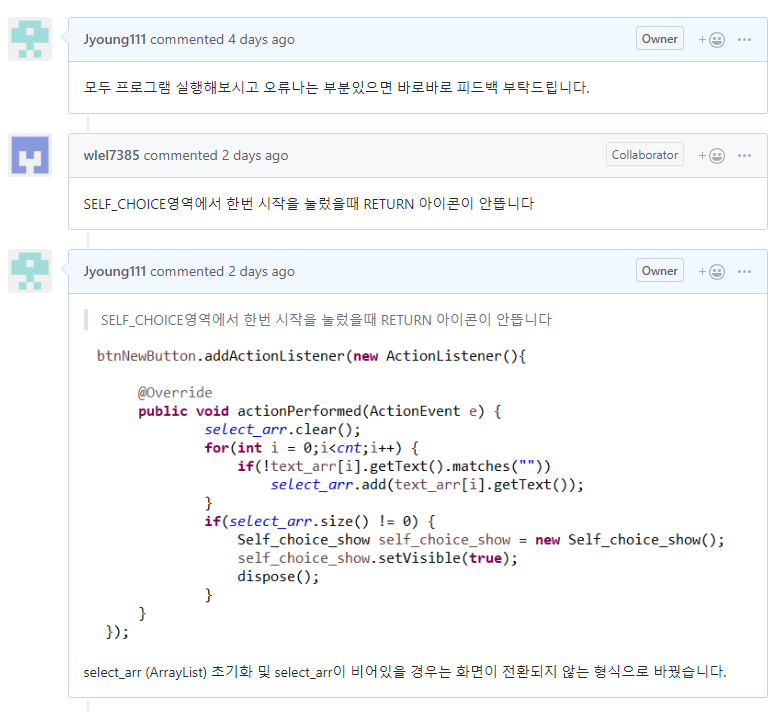 Jyoung111 commented 4 days ago Owner
모두 프로그램 실행해보시고 오류나는 부분있으면 바로바로 피드백 부탁드립니다.
wlel7385 commented 2 days ago Collaborator
SELF_CHOICE영역에서 한번 시작을 눌렀을때 RETURN 아이콘이 안뜹니다
Jyoung111 commented 2 days ago Owner
SELF_CHOICE영역에서 한번 시작을 눌렀을때 RETURN 아이콘이 안뜹니다
btnNewButton.addActionListener(new ActionListener(){
@Override
public void actionPerformed(ActionEvent e) {
select_arr.clear();
for(int i = 0;i<cnt;i++) {
if(!text_arr[i].getText().matches(""))
select_arr.add(text_arr[i].getText());
}
if(select_arr.size() != 0) {
Self_choice_show self_choice_show = new Self_choice_show();
self_choice_show.setVisible(true);
dispose();
}
}
});
select_arr (ArrayList) 초기화 및 select_arr이 비어있을 경우는 화면이 전환되지 않는 형식으로 바꿨습니다.